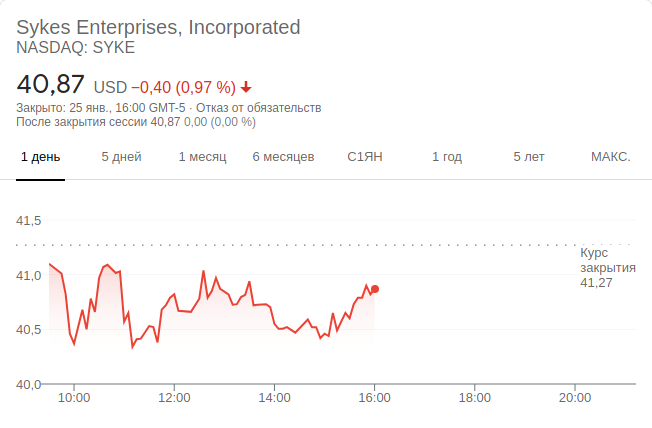 Sykes Enterprises, Incorporated
NASDAQ: SYKE
40,87 USD −0,40 (0,97 %)
Закрыто: 25 янв., 16:00 GMT-5 · Отказ от обязательств
После закрытия сессии 40,87 0,00 (0,00 %)
1 день 5 дней 1 месяц 6 месяцев С1ЯН 1 год 5 лет МАКС.
41,5
Курс
закрытия
41,27
41,0
40,5
40,0
10:00 12:00 14:00 16:00 18:00 20:00